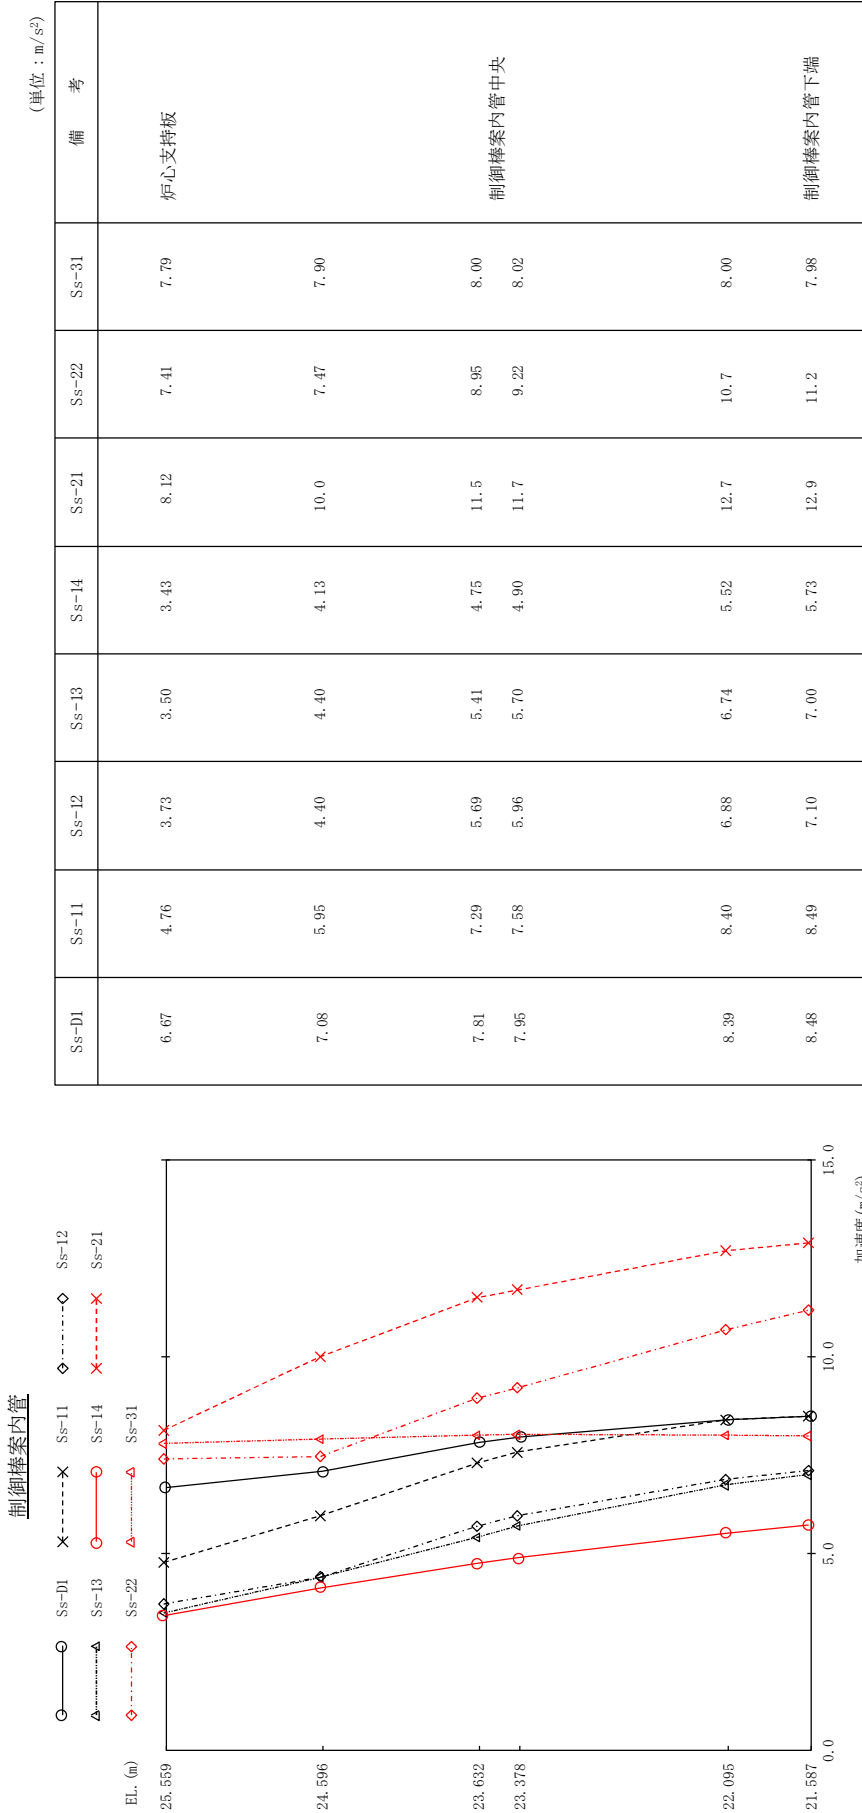 制御棒案内管
Ss-D1 Ss-11 Ss-12
Ss-13 Ss-14 Ss-21
Ss-22 Ss-31
EL.(m)
25.559
24.596
23.632
23.378
22.095
21.587
0.0 5.0 10.0 15.0
(単位：m/s²)
Ss-D1 Ss-11 Ss-12 Ss-13 Ss-14 Ss-21 Ss-22 Ss-31 備 考
6.67 4.76 3.73 3.50 3.43 8.12 7.41 7.79 炉心支持板
7.08 5.95 4.40 4.40 4.13 10.0 7.47 7.90
7.81 7.29 5.69 5.41 4.75 11.5 8.95 8.00
制御棒案内管中央
7.95 7.58 5.96 5.70 4.90 11.7 9.22 8.02
8.39 8.40 6.88 6.74 5.52 12.7 10.7 8.00
8.48 8.49 7.10 7.00 5.73 12.9 11.2 7.98 制御棒案内管下端